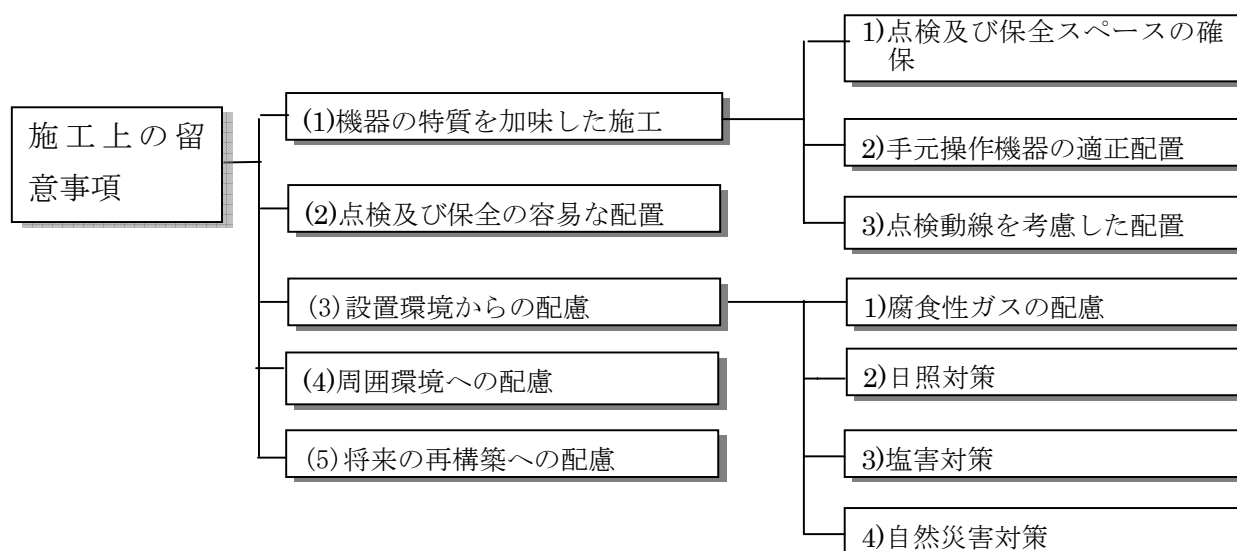 施工上の留
意事項
(1)機器の特質を加味した施工
1)点検及び保全スペースの確
保
2)手元操作機器の適正配置
3)点検動線を考慮した配置
(2)点検及び保全の容易な配置
(3)設置環境からの配慮
1)腐食性ガスの配慮
2)日照対策
3)塩害対策
4)自然災害対策
(4)周囲環境への配慮
(5)将来の再構築への配慮